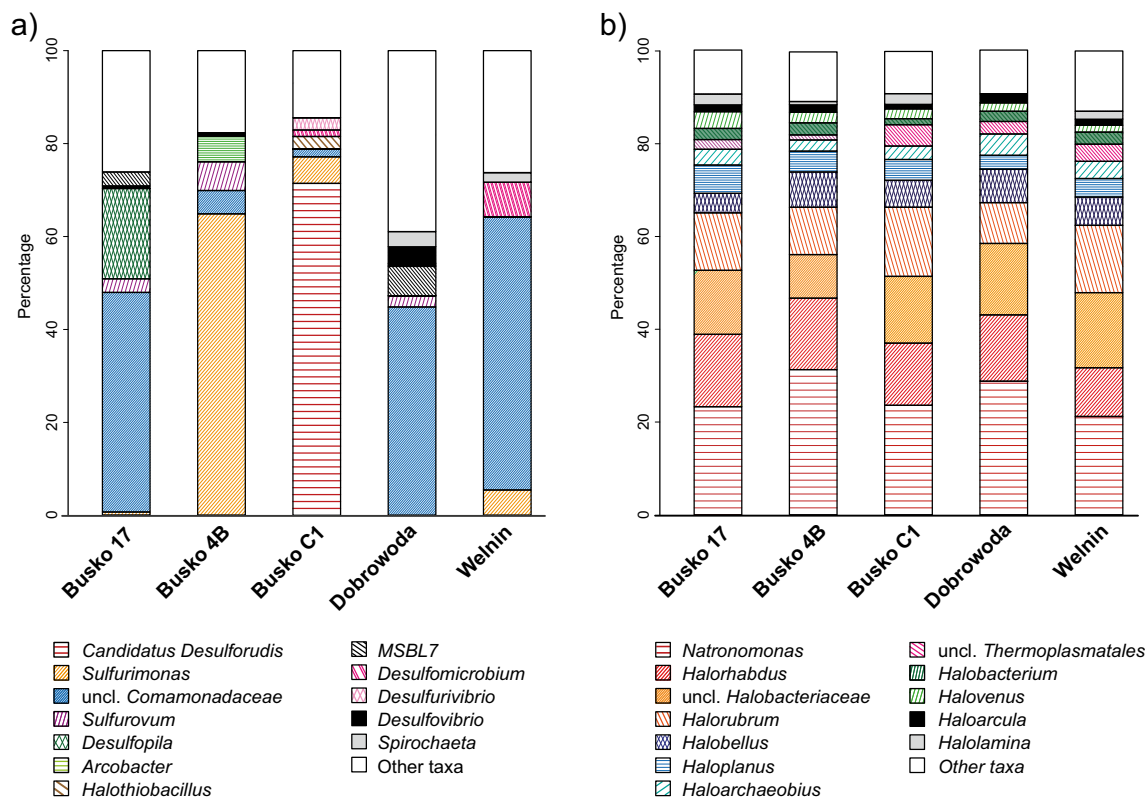 a)
Percentage
100
80
60
40
20
0
Busko 17
Busko 4B
Busko C1
Dobrowoda
Welnin
Candidatus Desulforudis
Sulfurimonas
uncl. Comamonadaceae
Sulfurovum
Desulfopila
Arcobacter
Halothiobacillus
MSBL7
Desulfomicrobium
Desulfurivibrio
Desulfovibrio
Spirochaeta
Other taxa
b)
Percentage
100
80
60
40
20
0
Busko 17
Busko 4B
Busko C1
Dobrowoda
Welnin
Natronomonas
Halorhabdus
uncl. Halobacteriaceae
Halorubrum
Halobellus
Haloplanus
Haloarchaeobius
uncl. Thermoplasmatales
Halobacterium
Halovenus
Haloarcula
Halolamina
Other taxa